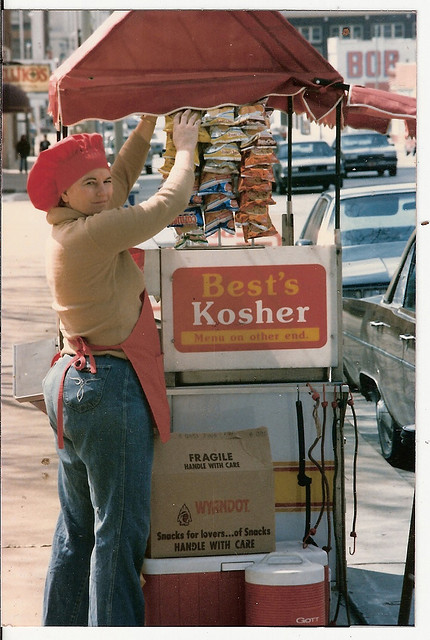 BOB
Best's
Kosher
Menu on other end.
FRAGILE
HANDLE WITH CARE
WYANDOT
Snacks for lovers...of Snacks
HANDLE WITH CARE
GOTT